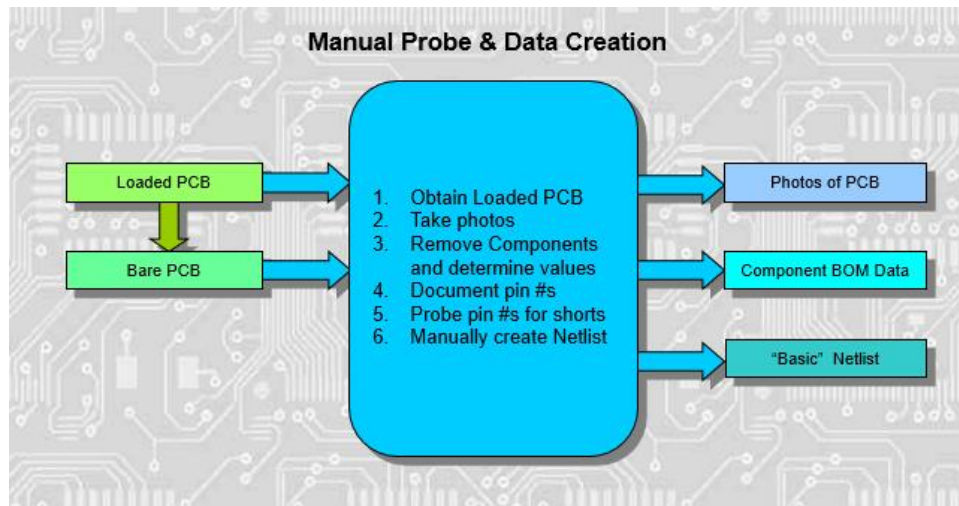 Manual Probe & Data Creation
Loaded PCB
Bare PCB
1. Obtain Loaded PCB
2. Take photos
3. Remove Components
and determine values
4. Document pin #s
5. Probe pin #s for shorts
6. Manually create Netlist
Photos of PCB
Component BOM Data
“Basic” Netlist